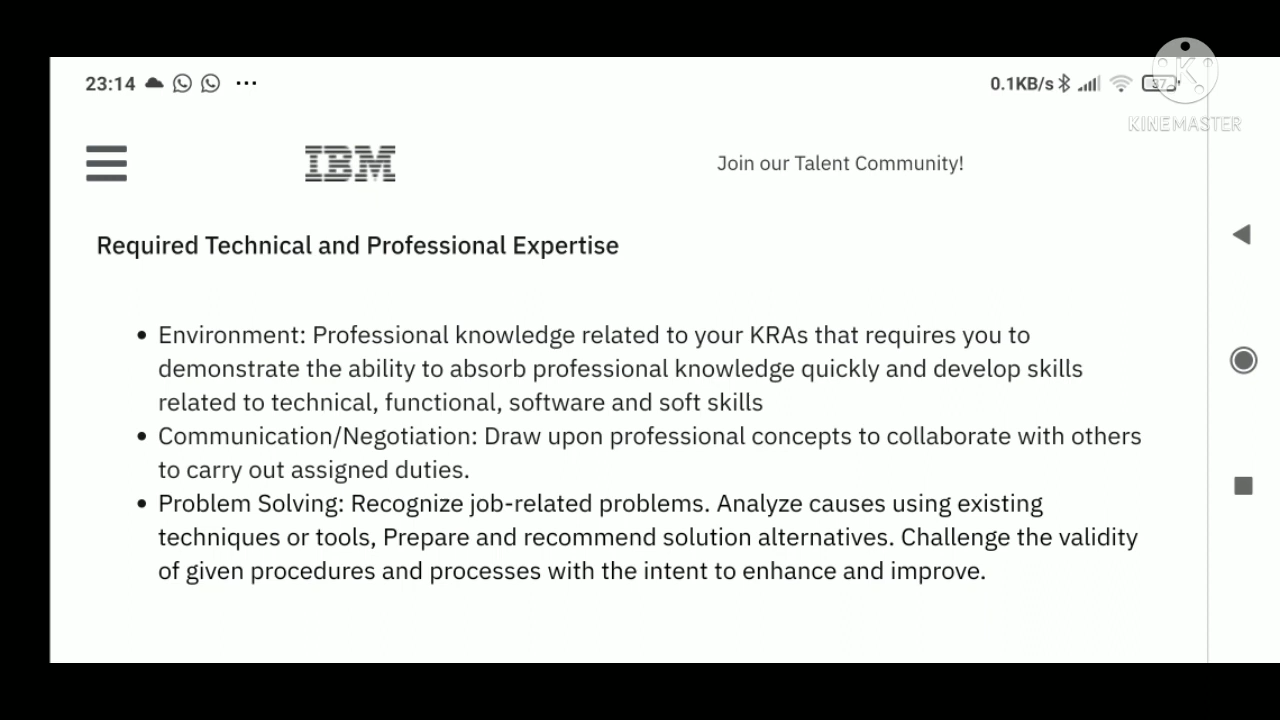 23:14 ... 0.1KB/s 37
KINEMASTER
IBM Join our Talent Community!
Required Technical and Professional Expertise
• Environment: Professional knowledge related to your KRAs that requires you to
demonstrate the ability to absorb professional knowledge quickly and develop skills
related to technical, functional, software and soft skills
• Communication/Negotiation: Draw upon professional concepts to collaborate with others
to carry out assigned duties.
• Problem Solving: Recognize job-related problems. Analyze causes using existing
techniques or tools, Prepare and recommend solution alternatives. Challenge the validity
of given procedures and processes with the intent to enhance and improve.